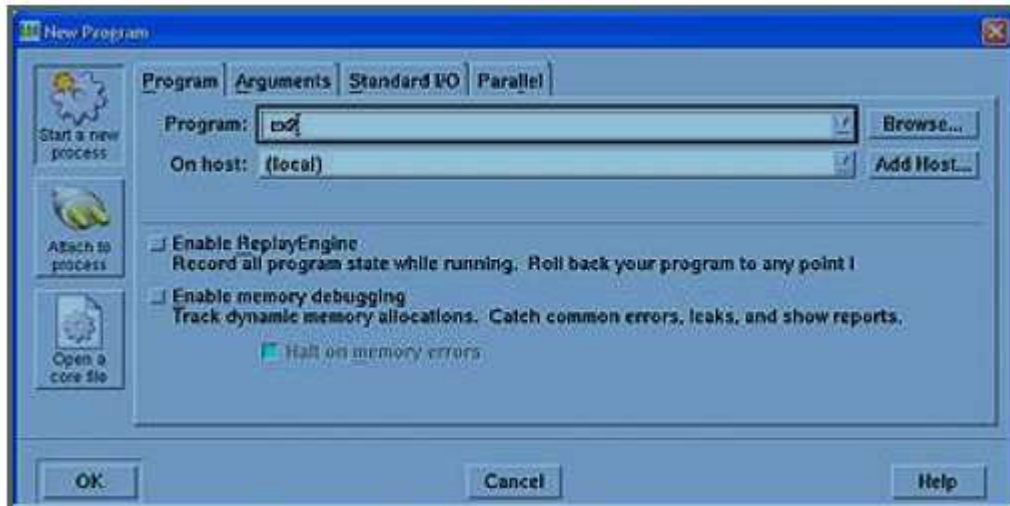 New Program
Start a new
process
Attach to
process
Open a
core file
Program Arguments Standard I/O Parallel
Program: Browse...
On host: (local) Add Host...
Enable ReplayEngine
Record all program state while running. Roll back your program to any point i
Enable memory debugging
Track dynamic memory allocations. Catch common errors, leaks, and show reports.
Halt on memory errors
OK Cancel Help